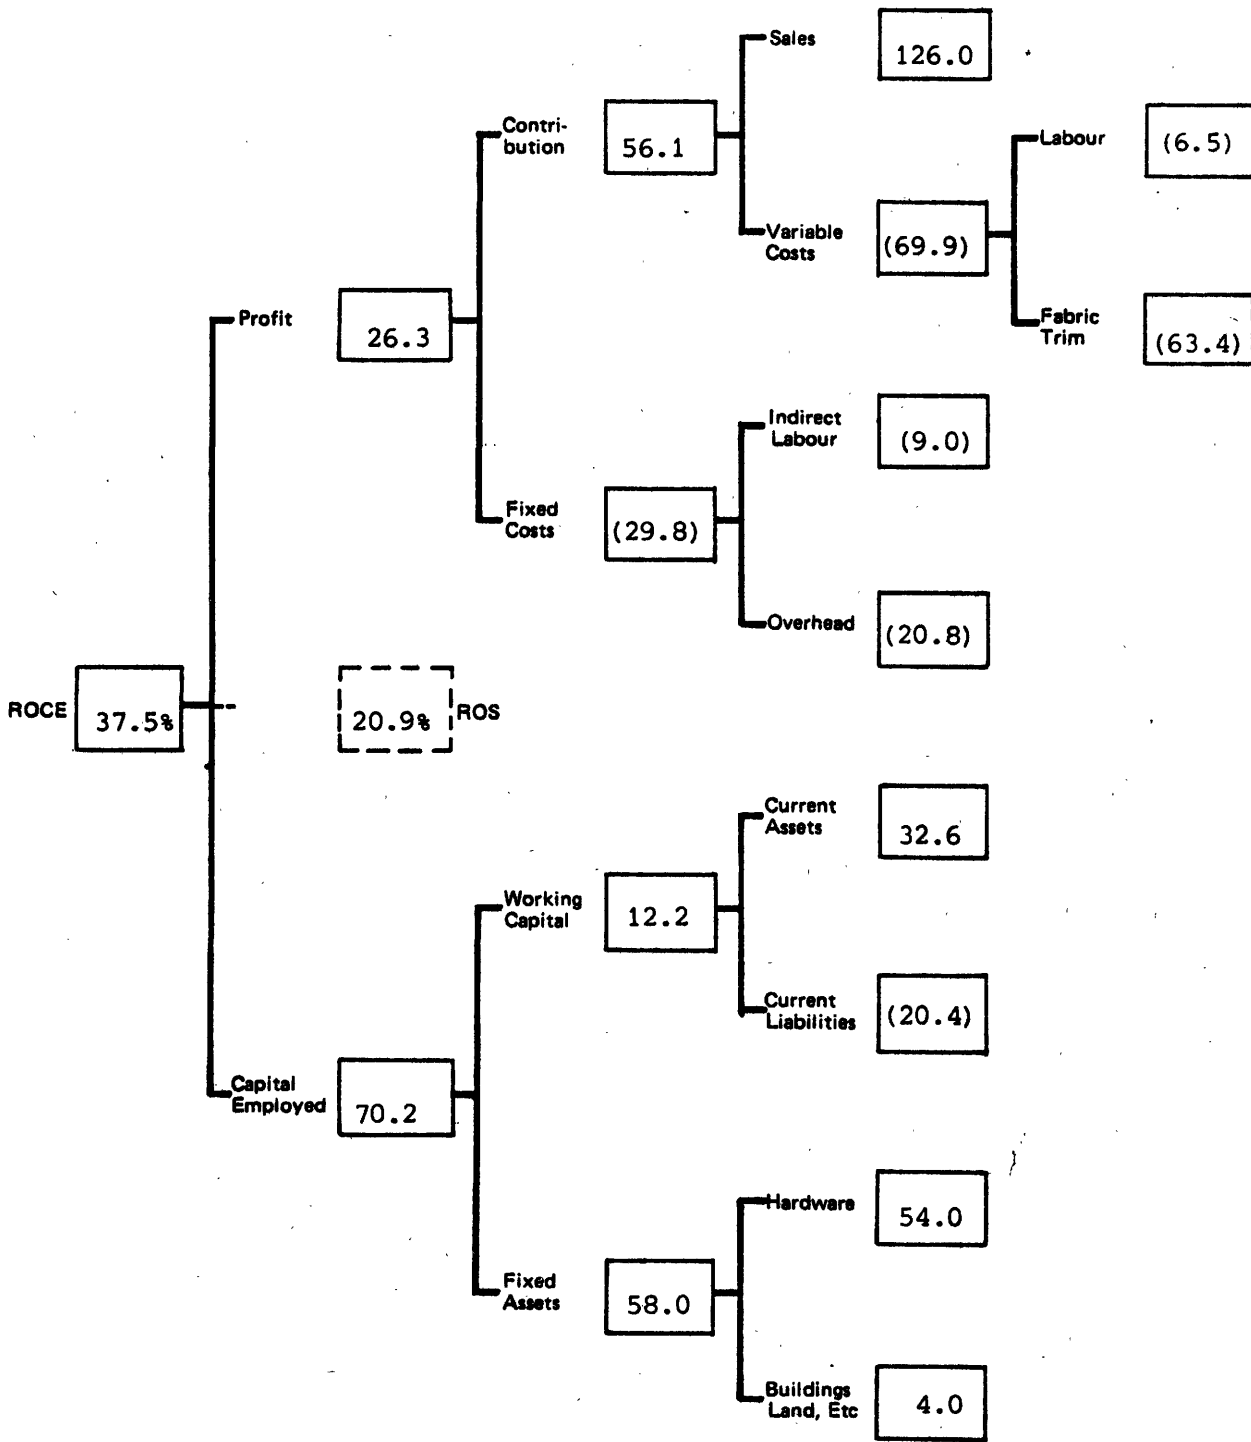 Sales
126.0
Contri-
bution
56.1
Labour
(6.5)
Variable
Costs
(69.9)
Profit
26.3
Fabric
Trim
(63.4)
Indirect
Labour
(9.0)
Fixed
Costs
(29.8)
Overhead
(20.8)
ROCE
37.5%
20.9%
ROS
Current
Assets
32.6
Working
Capital
12.2
Current
Liabilities
(20.4)
Capital
Employed
70.2
Hardware
54.0
Fixed
Assets
58.0
Buildings
Land, Etc
4.0